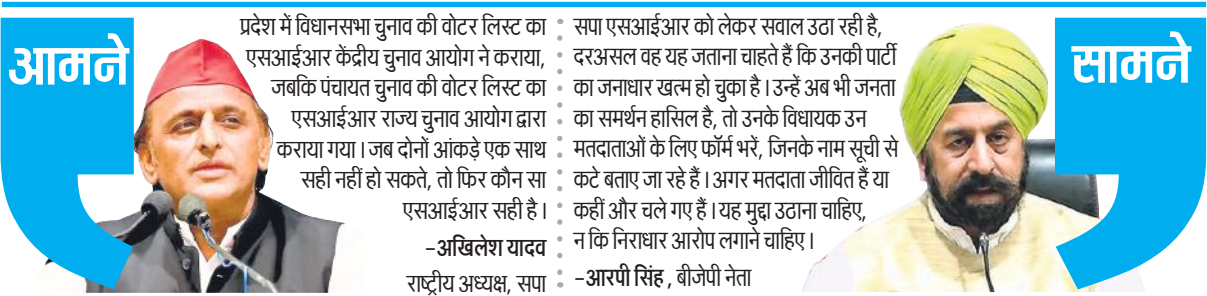 आमने
प्रदेश में विधानसभा चुनाव की वोटर लिस्ट का
एसआईआर केंद्रीय चुनाव आयोग ने कराया,
जबकि पंचायत चुनाव की वोटर लिस्ट का
एसआईआर राज्य चुनाव आयोग द्वारा
कराया गया। जब दोनों आंकड़े एक साथ
सही नहीं हो सकते, तो फिर कौन सा
एसआईआर सही है।
-अखिलेश यादव
राष्ट्रीय अध्यक्ष, सपा
सपा एसआईआर को लेकर सवाल उठा रही है,
दरअसल वह यह जताना चाहते हैं कि उनकी पार्टी
का जनाधार खत्म हो चुका है। उन्हें अब भी जनता
का समर्थन हासिल है, तो उनके विधायक उन
मतदाताओं के लिए फॉर्म भरें, जिनके नाम सूची से
कटे बताए जा रहे हैं। अगर मतदाता जीवित हैं या
कहीं और चले गए हैं। यह मुद्दा उठाना चाहिए,
न कि निराधार आरोप लगाने चाहिए।
-आरपी सिंह, बीजेपी नेता
सामने